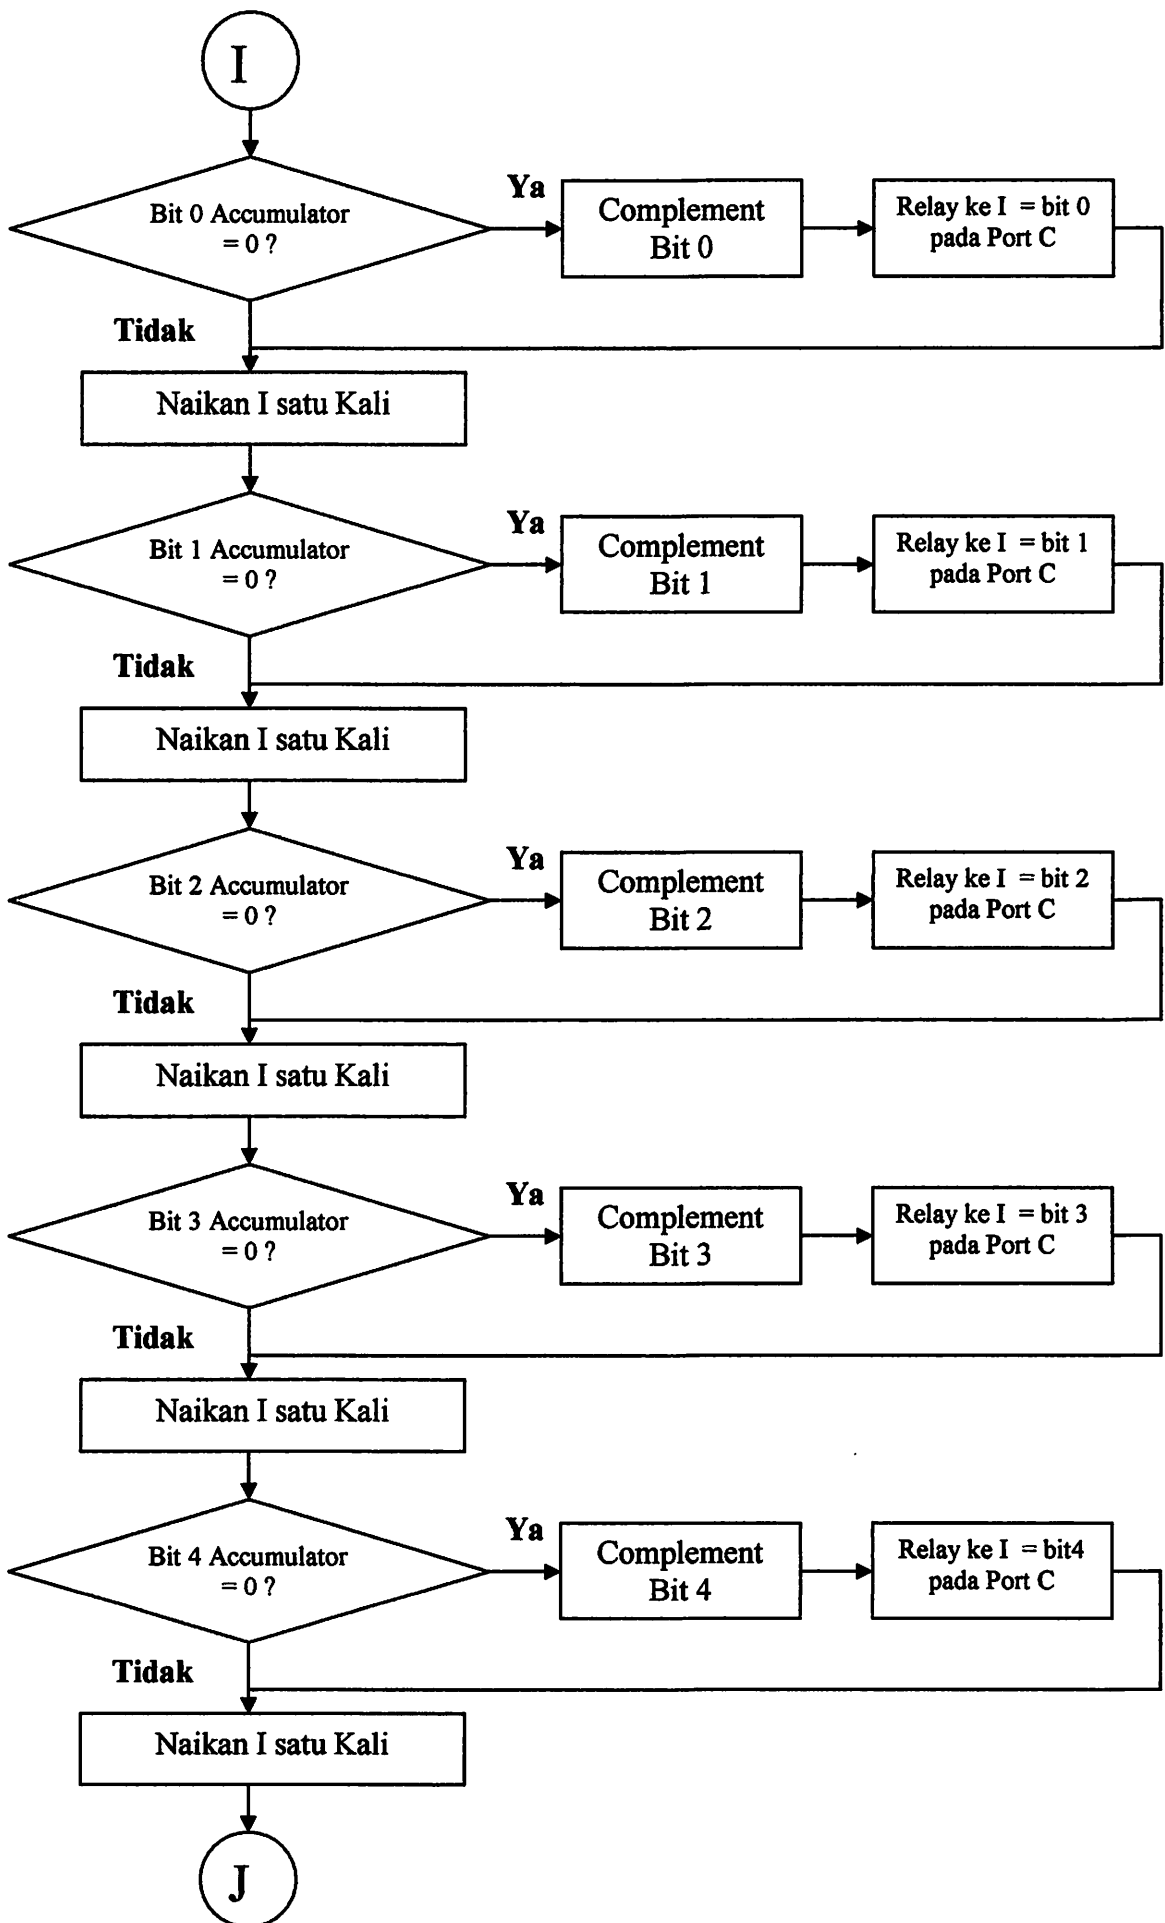 I
Bit 0 Accumulator
= 0 ?
Ya
Complement
Bit 0
Relay ke I = bit 0
pada Port C
Tidak
Naikan I satu Kali
Bit 1 Accumulator
= 0 ?
Ya
Complement
Bit 1
Relay ke I = bit 1
pada Port C
Tidak
Naikan I satu Kali
Bit 2 Accumulator
= 0 ?
Ya
Complement
Bit 2
Relay ke I = bit 2
pada Port C
Tidak
Naikan I satu Kali
Bit 3 Accumulator
= 0 ?
Ya
Complement
Bit 3
Relay ke I = bit 3
pada Port C
Tidak
Naikan I satu Kali
Bit 4 Accumulator
= 0 ?
Ya
Complement
Bit 4
Relay ke I = bit4
pada Port C
Tidak
Naikan I satu Kali
J